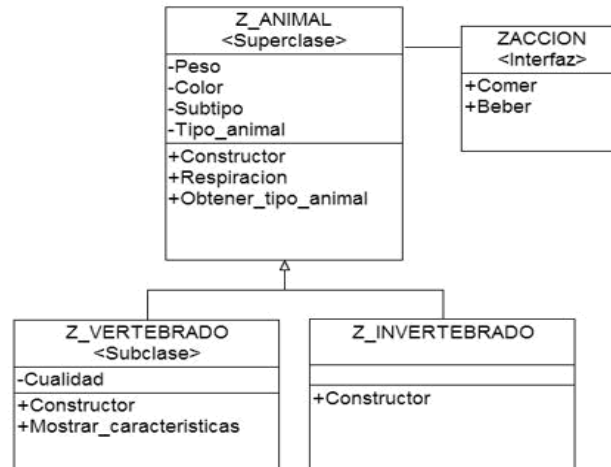 Z_ANIMAL
<Superclase>
-Peso
-Color
-Subtipo
-Tipo_animal
+Constructor
+Respiracion
+Obtener_tipo_animal
ZACCION
<Interfaz>
+Comer
+Beber
Z_VERTEBRADO
<Subclase>
-Cualidad
+Constructor
+Mostrar_caracteristicas
Z_INVERTEBRADO
+Constructor